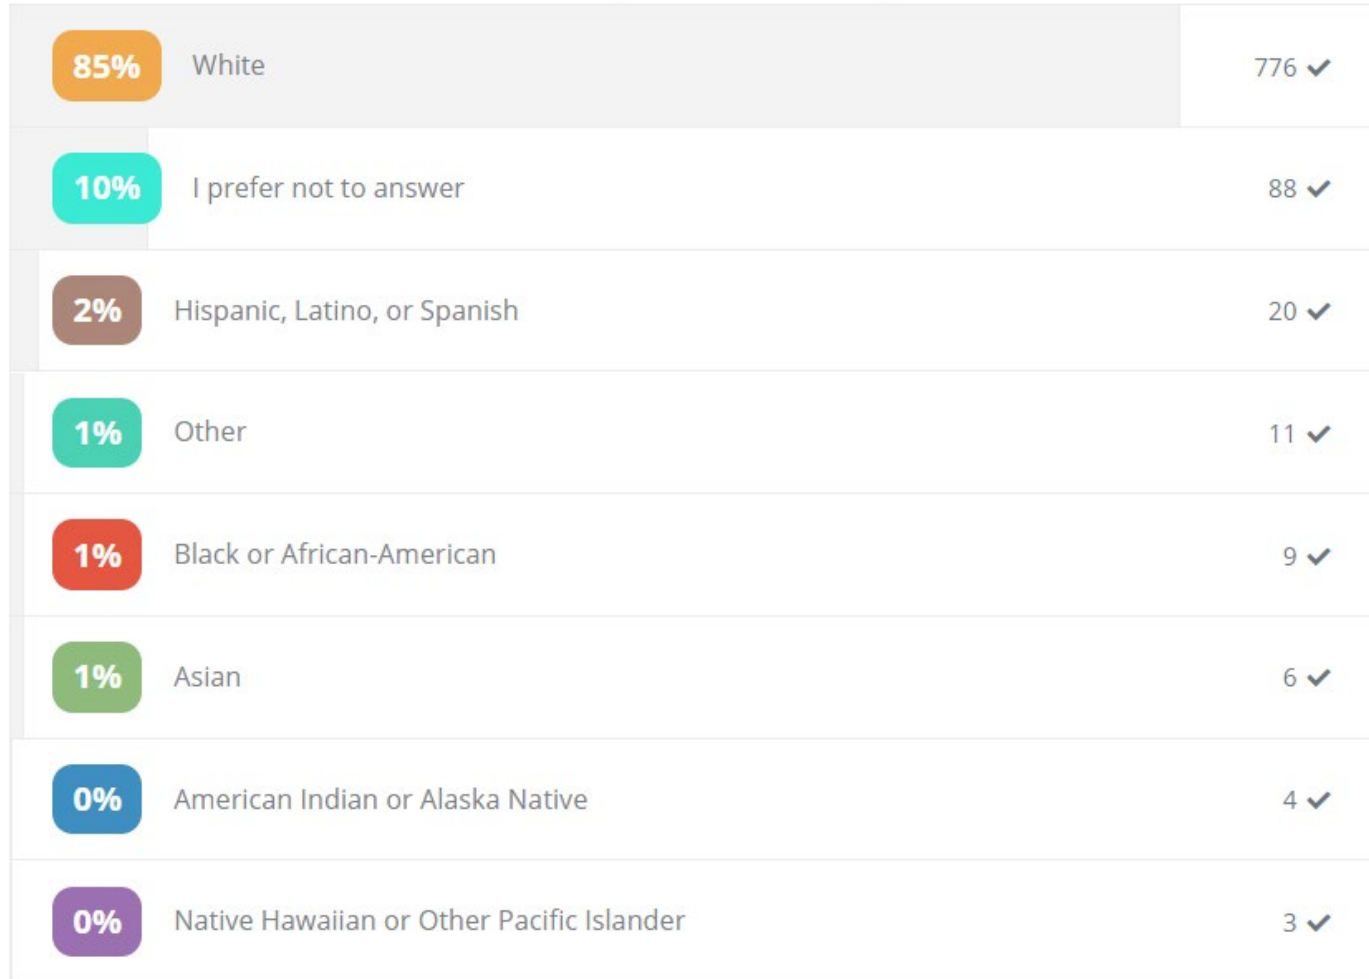 85% White 776
10% I prefer not to answer 88
2% Hispanic, Latino, or Spanish 20
1% Other 11
1% Black or African-American 9
1% Asian 6
0% American Indian or Alaska Native 4
0% Native Hawaiian or Other Pacific Islander 3